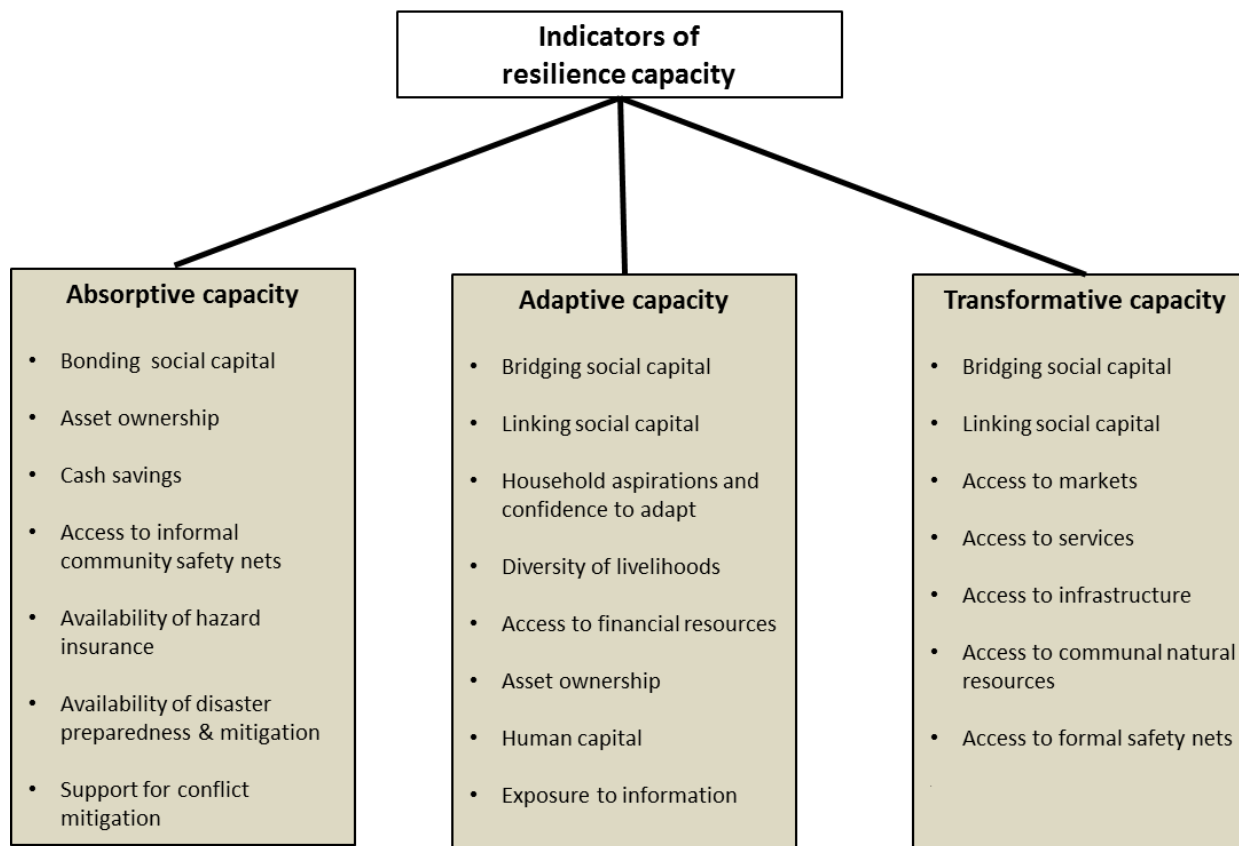 Indicators of
resilience capacity
Absorptive capacity
• Bonding social capital
• Asset ownership
• Cash savings
• Access to informal
community safety nets
• Availability of hazard
insurance
• Availability of disaster
preparedness & mitigation
• Support for conflict
mitigation
Adaptive capacity
• Bridging social capital
• Linking social capital
• Household aspirations and
confidence to adapt
• Diversity of livelihoods
• Access to financial resources
• Asset ownership
• Human capital
• Exposure to information
Transformative capacity
• Bridging social capital
• Linking social capital
• Access to markets
• Access to services
• Access to infrastructure
• Access to communal natural
resources
• Access to formal safety nets